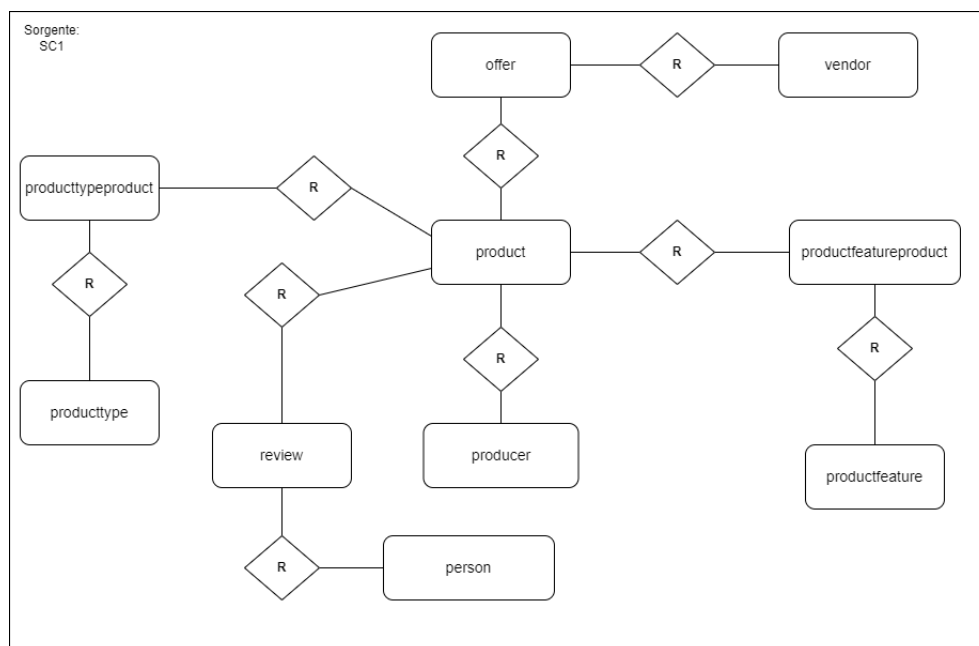 Sorgente:
SC1
offer
R
vendor
R
producttypeproduct
R
product
R
productfeatureproduct
R
R
R
R
producttype
review
producer
productfeature
R
person